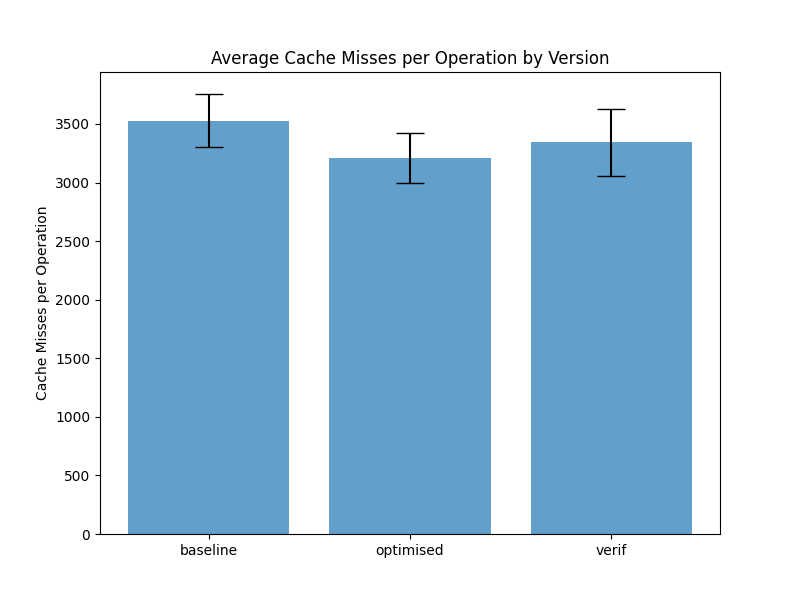 Average Cache Misses per Operation by Version
Cache Misses per Operation
3500
3000
2500
2000
1500
1000
500
0
baseline
optimised
verif